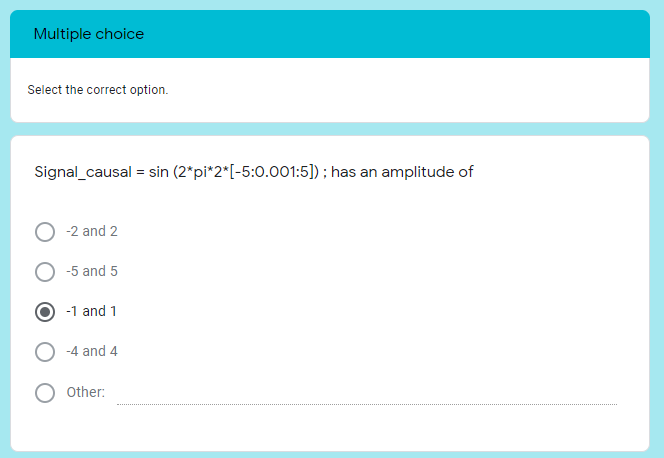 Multiple choice
Select the correct option.
Signal_causal = sin (2*pi*2*[-5:0.001:5]) ; has an amplitude of
-2 and 2
-5 and 5
-1 and 1
-4 and 4
Other: